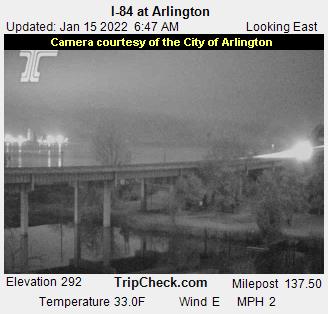 I-84 at Arlington
Updated: Jan 15 2022 6:47 AM Looking East
Camera courtesy of the City of Arlington
Elevation 292 TripCheck.com Milepost 137.50
Temperature 33.0F Wind E MPH 2